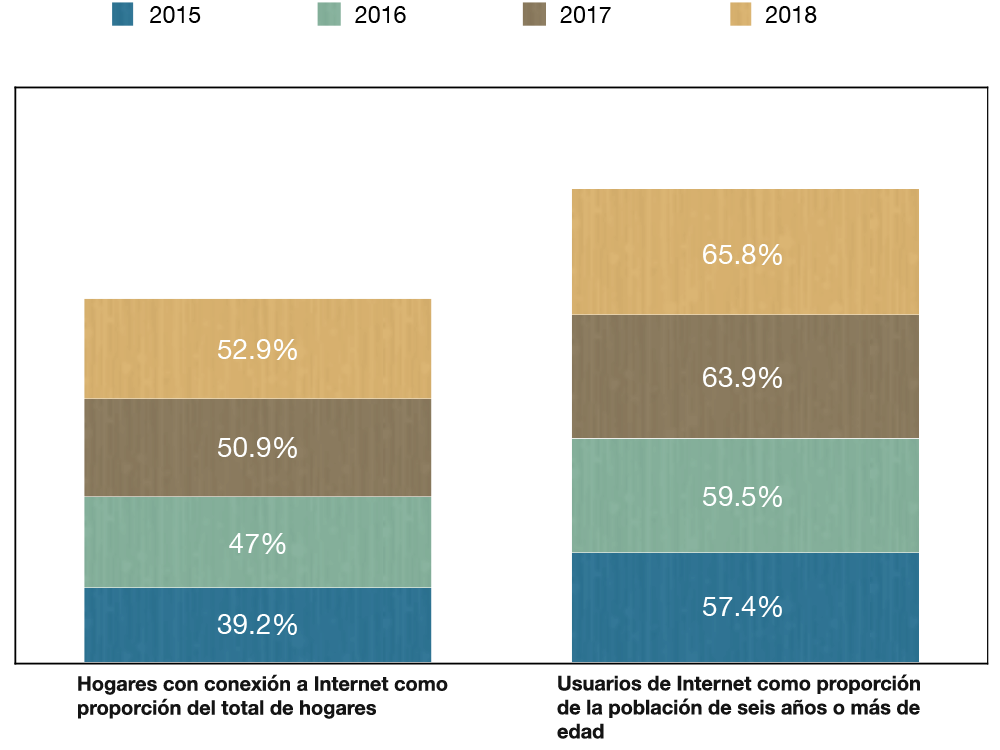 2015 2016 2017 2018
52.9%
50.9%
47%
39.2%
65.8%
63.9%
59.5%
57.4%
Hogares con conexión a Internet como
proporción del total de hogares
Usuarios de Internet como proporción
de la población de seis años o más de
edad